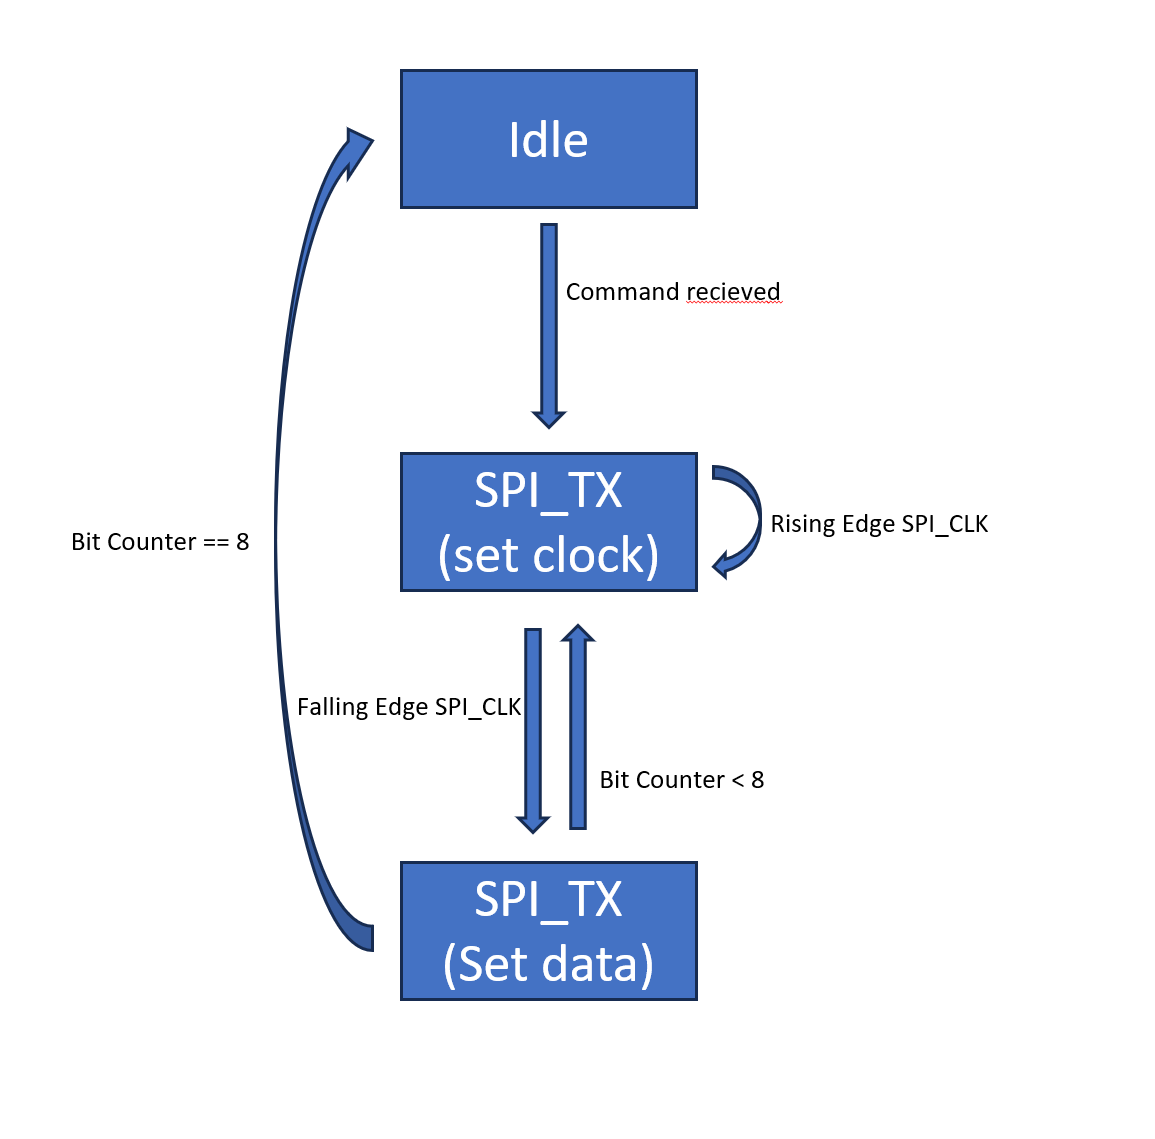 Idle
Command recieved
SPI_TX
(set clock)
Rising Edge SPI_CLK
Bit Counter == 8
Falling Edge SPI_CLK
Bit Counter < 8
SPI_TX
(Set data)